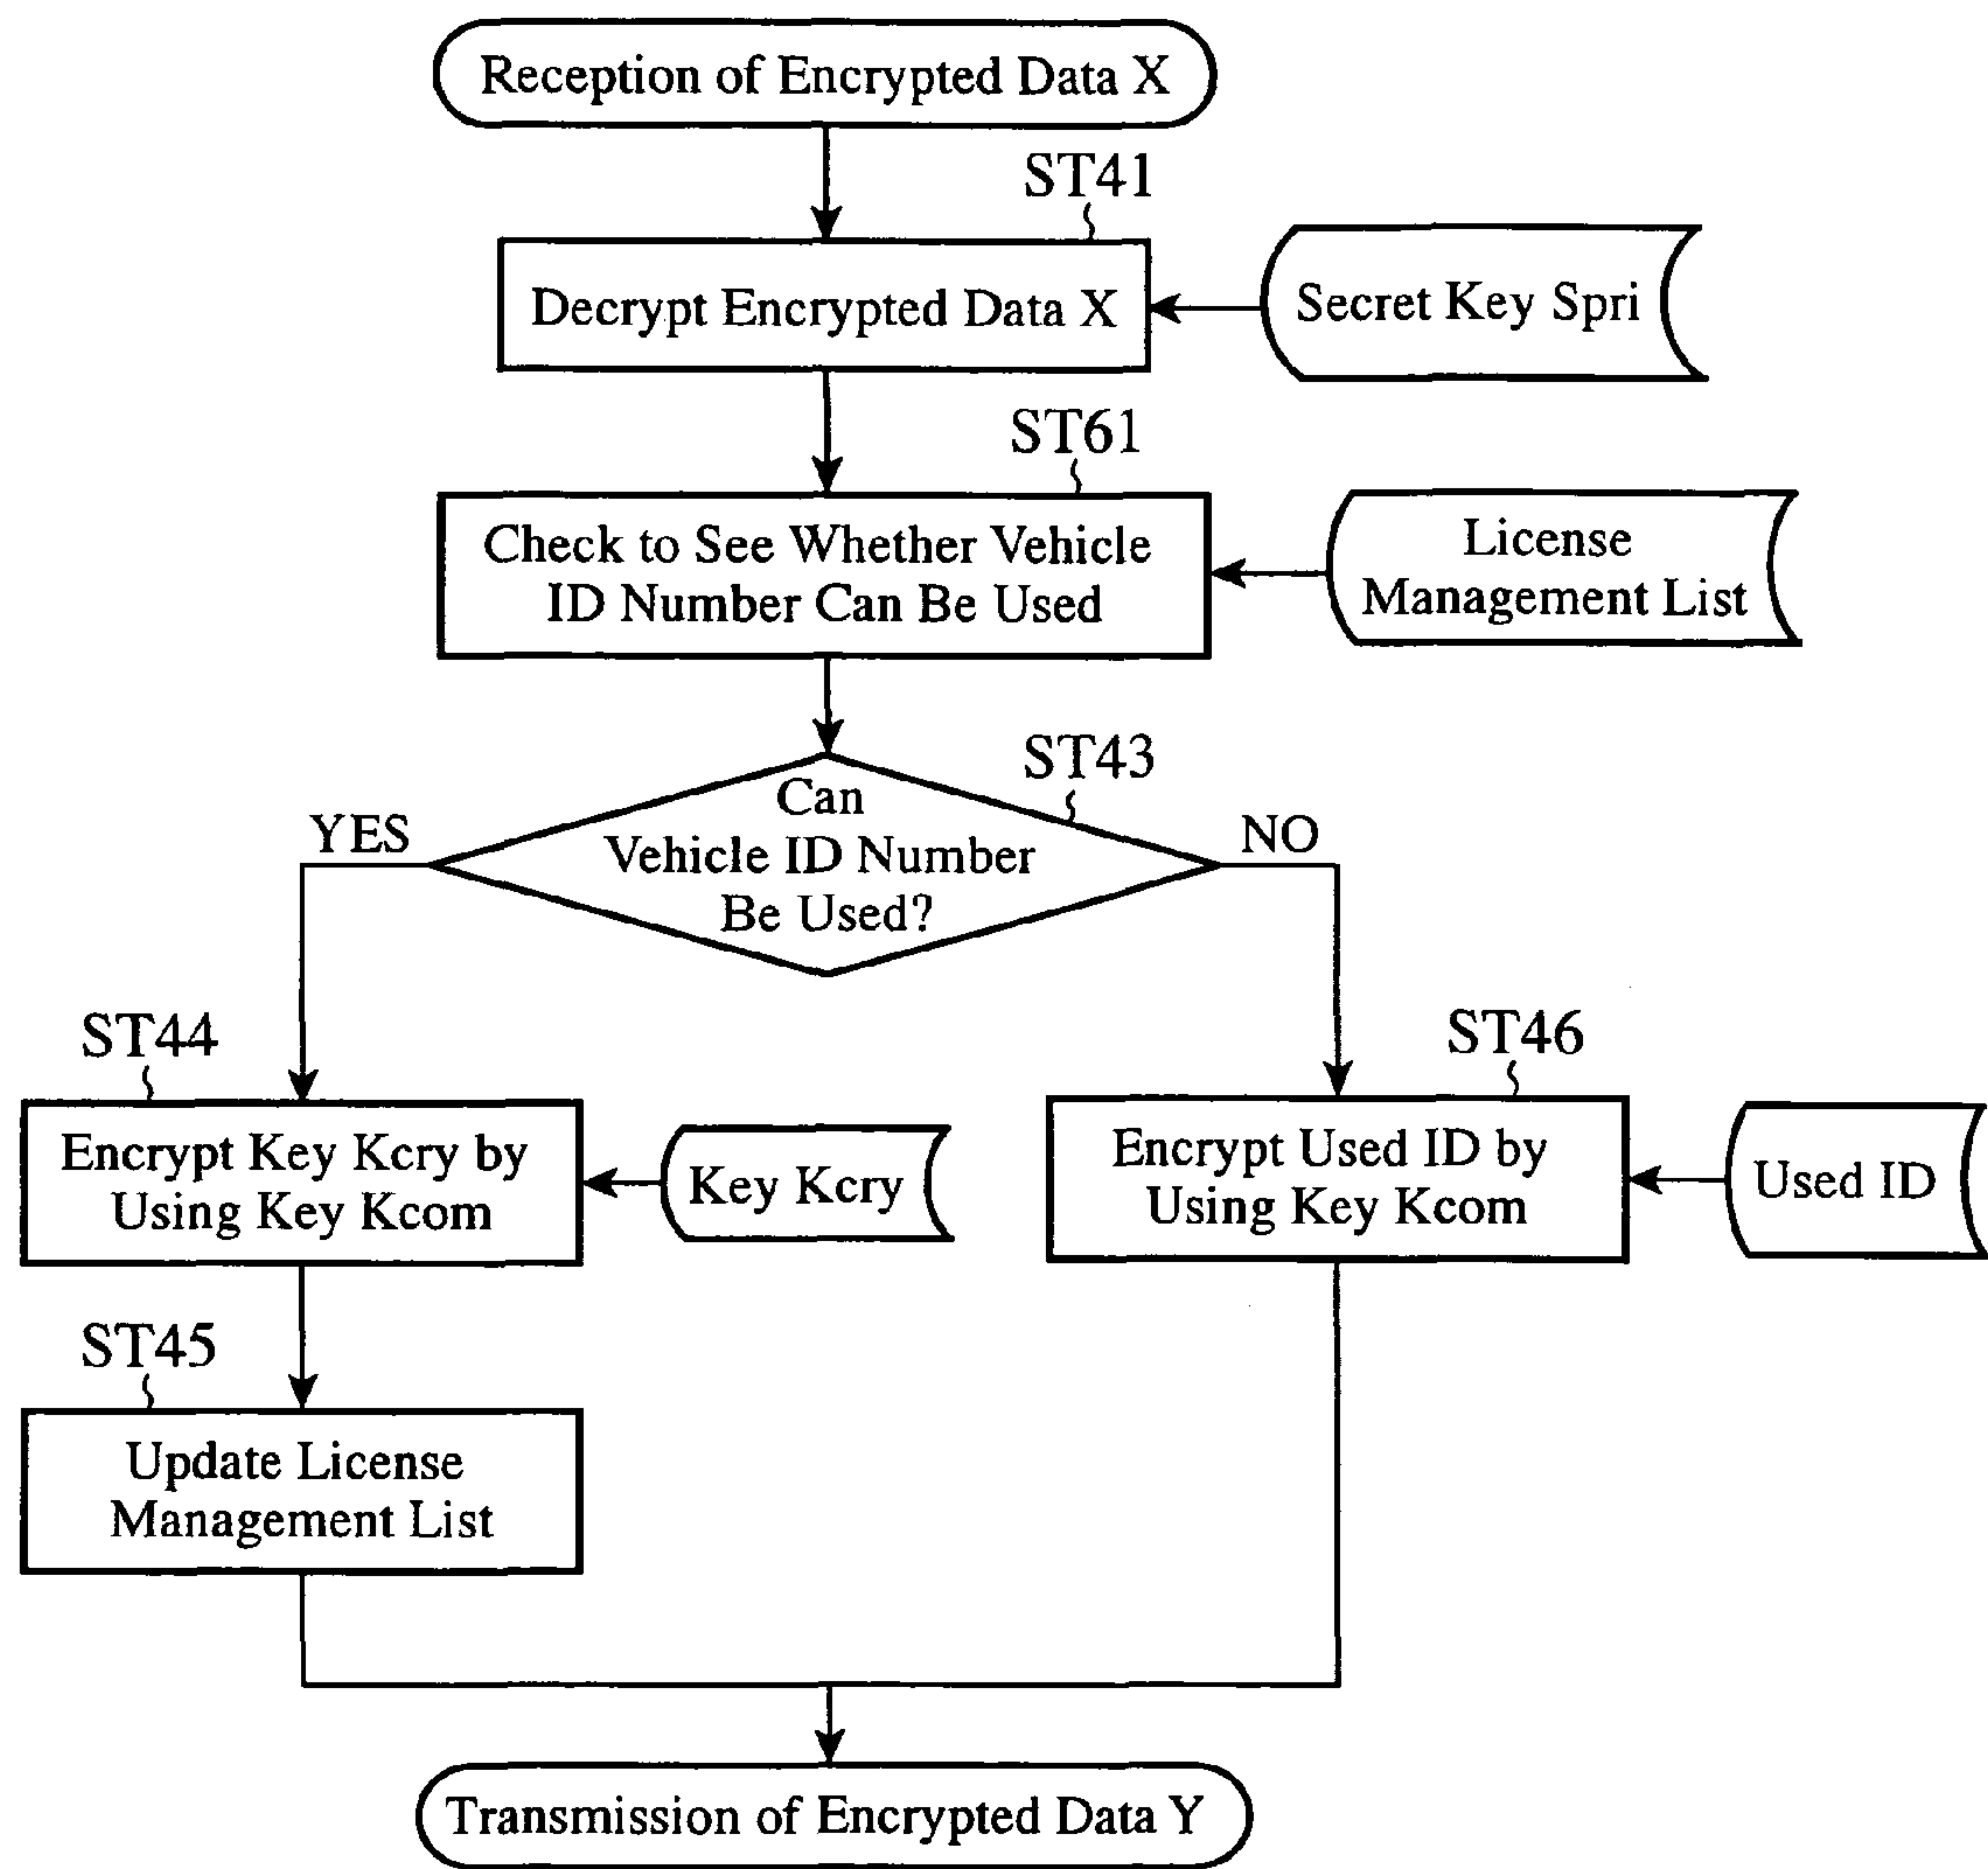 Reception of Encrypted Data X
ST41
Decrypt Encrypted Data X
Secret Key Spri
ST61
Check to See Whether Vehicle
ID Number Can Be Used
License
Management List
ST43
Can
Vehicle ID Number
Be Used?
YES
NO
ST44
Encrypt Key Kcry by
Using Key Kcom
Key Kcry
ST46
Encrypt Used ID by
Using Key Kcom
Used ID
ST45
Update License
Management List
Transmission of Encrypted Data Y